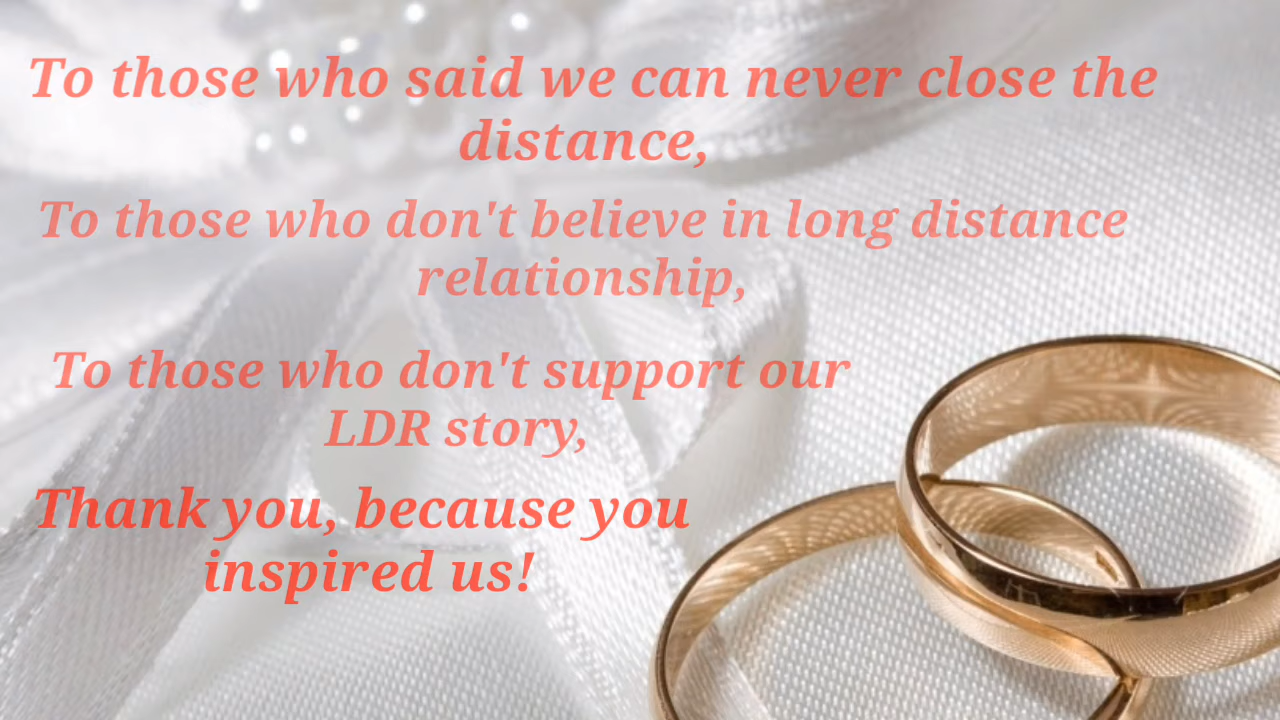 To those who said we can never close the
distance,
To those who don't believe in long distance
relationship,
To those who don't support our
LDR story,
Thank you, because you
inspired us!